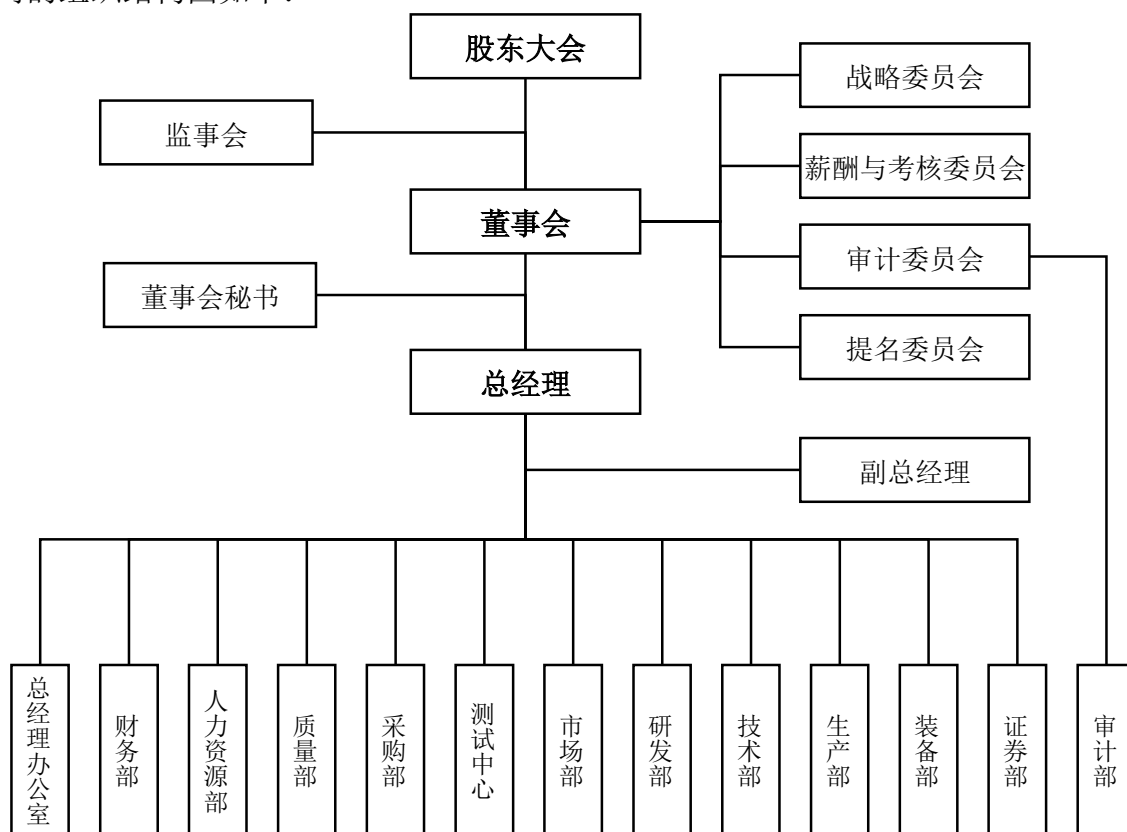 股东大会
战略委员会
监事会
薪酬与考核委员会
董事会
审计委员会
董事会秘书
提名委员会
总经理
副总经理
总经理办公室
财务部
人力资源部
质量部
采购部
测试中心
市场部
研发部
技术部
生产部
装备部
证券部
审计部